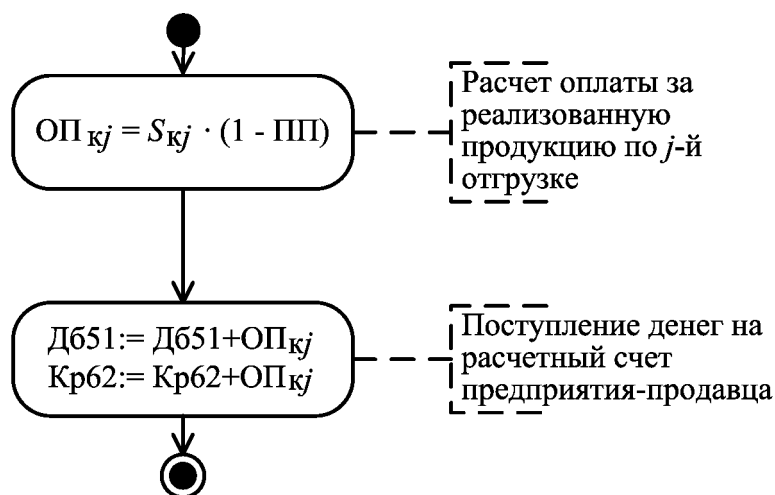 ОПкj = Sкj · (1 - ПП)
Расчет оплаты за
реализованную
продукцию по j-й
отгрузке
Дб51:= Дб51+ОПкj
Кр62:= Кр62+ОПкj
Поступление денег на
расчетный счет
предприятия-продавца